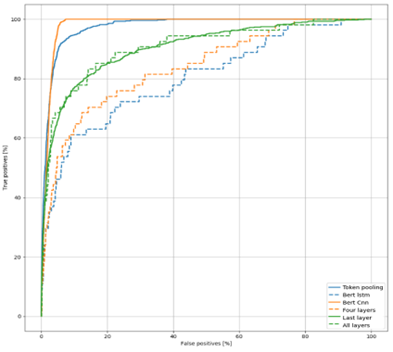 100
80
60
40
20
0
True positives [%]
0
20
40
60
80
100
False positives [%]
Token pooling
Bert lstm
Bert Cnn
Four layers
Last layer
All layers